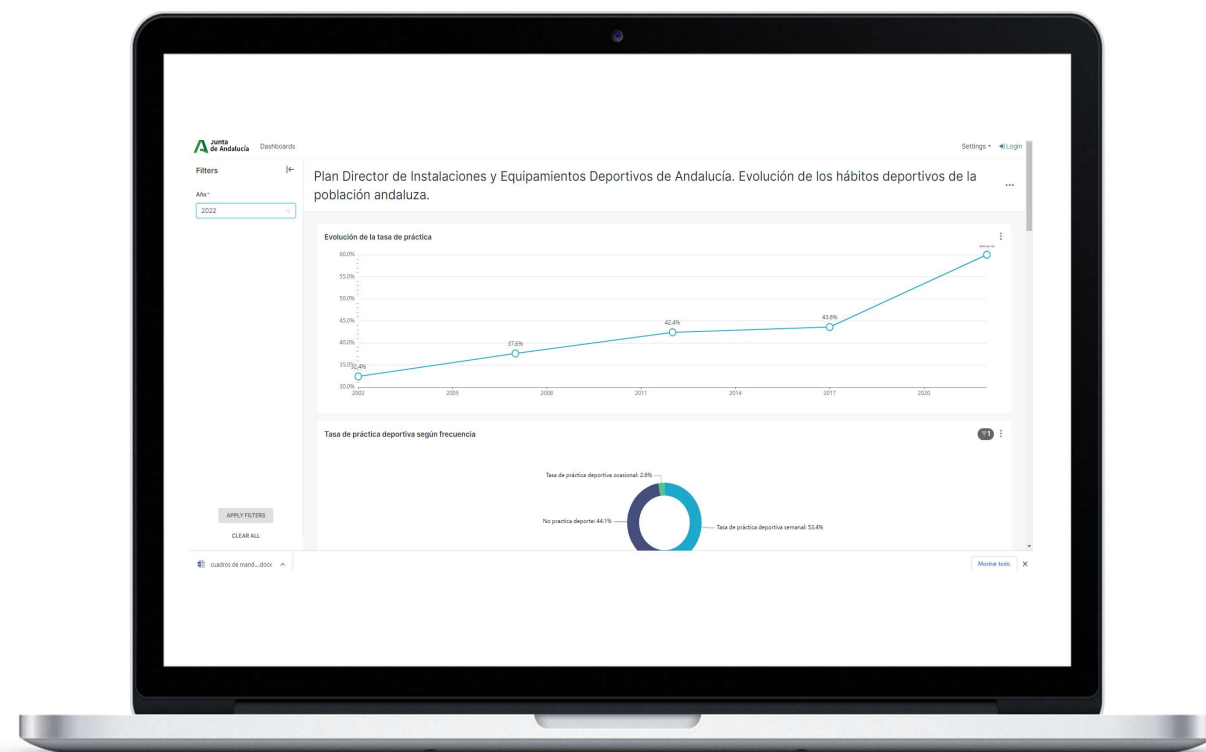 Junta
de Andalucía
Dashboards
Settings
Login
Filters
Año*
2022
APPLY FILTERS
CLEAR ALL
Plan Director de Instalaciones y Equipamientos Deportivos de Andalucía. Evolución de los hábitos deportivos de la
población andaluza.
Evolución de la tasa de práctica
60.0%
55.0%
50.0%
45.0%
40.0%
35.0%
30.0%
32.4%
37.6%
42.4%
43.6%
2002
2005
2008
2011
2014
2017
2020
Tasa de práctica deportiva según frecuencia
1
Tasa de práctica deportiva ocasional: 2.6%
No practica deporte: 44.1%
Tasa de práctica deportiva semanal: 53.4%
cuadros de mand....docx
Mostrar todo
X